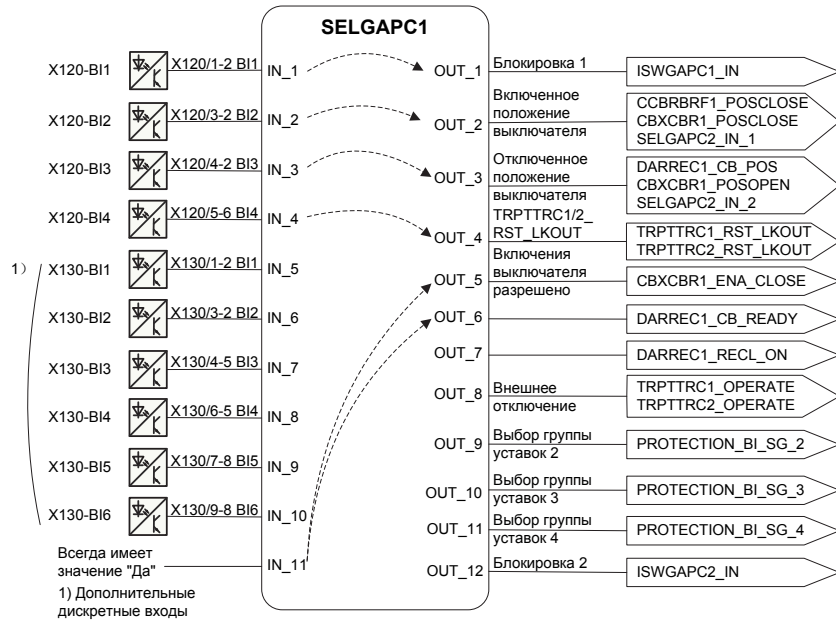 SELGAPC1
X120-BI1
X120/1-2 BI1
IN_1
OUT_1
Блокировка 1
ISWGAPC1_IN
X120-BI2
X120/3-2 BI2
IN_2
OUT_2
Включенное
положение
выключателя
CCBRBRF1_POSCLOSE
CBXCBR1_POSCLOSE
SELGAPC2_IN_1
X120-BI3
X120/4-2 BI3
IN_3
OUT_3
Отключенное
положение
выключателя
DARREC1_CB_POS
CBXCBR1_POSOPEN
SELGAPC2_IN_2
X120-BI4
X120/5-6 BI4
IN_4
OUT_4
TRPTTRC1/2_
RST_LKOUT
TRPTTRC1_RST_LKOUT
TRPTTRC2_RST_LKOUT
1)
X130-BI1
X130/1-2 BI1
IN_5
OUT_5
Включения
выключателя
разрешено
CBXCBR1_ENA_CLOSE
X130-BI2
X130/3-2 BI2
IN_6
OUT_6
DARREC1_CB_READY
X130-BI3
X130/4-5 BI3
IN_7
OUT_7
DARREC1_RECL_ON
X130-BI4
X130/6-5 BI4
IN_8
OUT_8
Внешнее
отключение
TRPTTRC1_OPERATE
TRPTTRC2_OPERATE
X130-BI5
X130/7-8 BI5
IN_9
OUT_9
Выбор группы
уставок 2
PROTECTION_BI_SG_2
X130-BI6
X130/9-8 BI6
IN_10
OUT_10
Выбор группы
уставок 3
PROTECTION_BI_SG_3
OUT_11
Выбор группы
уставок 4
PROTECTION_BI_SG_4
Всегда имеет
значение "Да"
IN_11
OUT_12
Блокировка 2
ISWGAPC2_IN
1) Дополнительные
дискретные входы